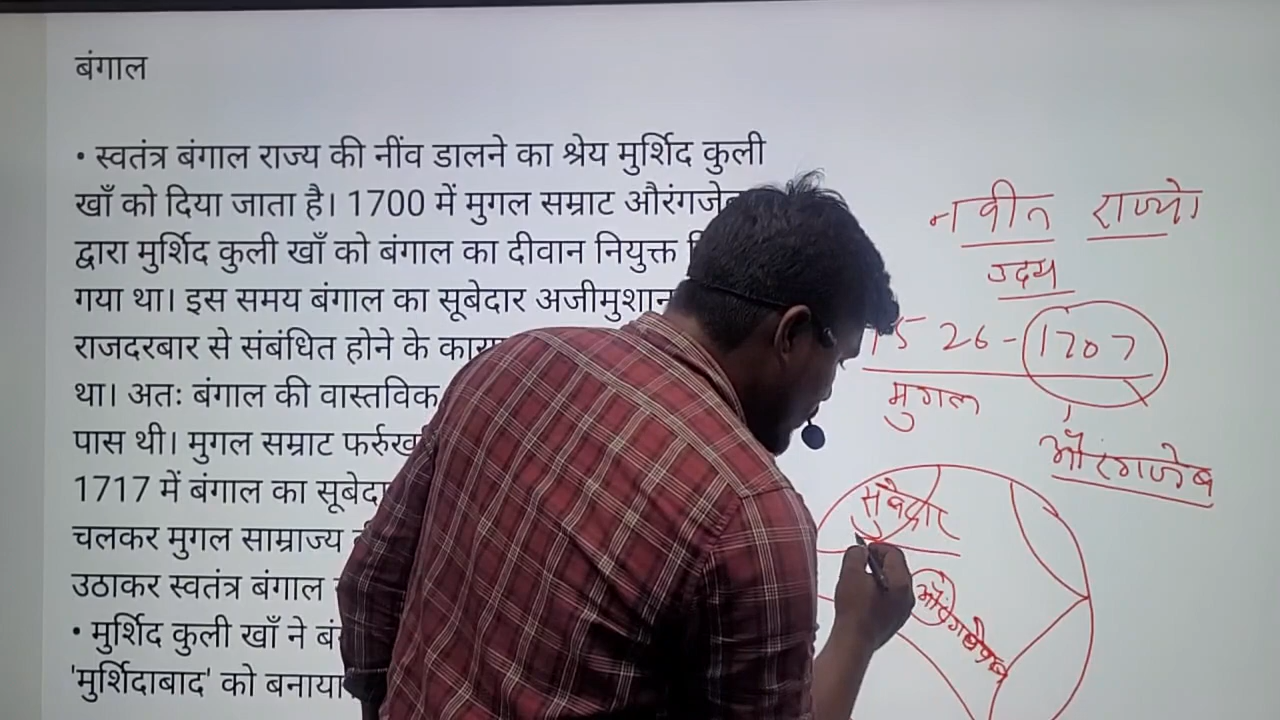 बंगाल
• स्वतंत्र बंगाल राज्य की नींव डालने का श्रेय मुर्शिद कुली
खाँ को दिया जाता है। 1700 में मुगल सम्राट औरंगजेब
द्वारा मुर्शिद कुली खाँ को बंगाल का दीवान नियुक्त
गया था। इस समय बंगाल का सूबेदार अजीमुशान
राजदरबार से संबंधित होने के
था। अतः बंगाल की वास्तविक
पास थी। मुगल सम्राट
1717 में बंगाल का
चलकर मुगल साम्राज्य
उठाकर स्वतंत्र बंगाल
• मुर्शिद कुली खाँ ने
'मुर्शिदाबाद' को बनाया
नवीन राज्यो
उदय
1526-1707
मुगल
औरंगजेब
सुबेदार